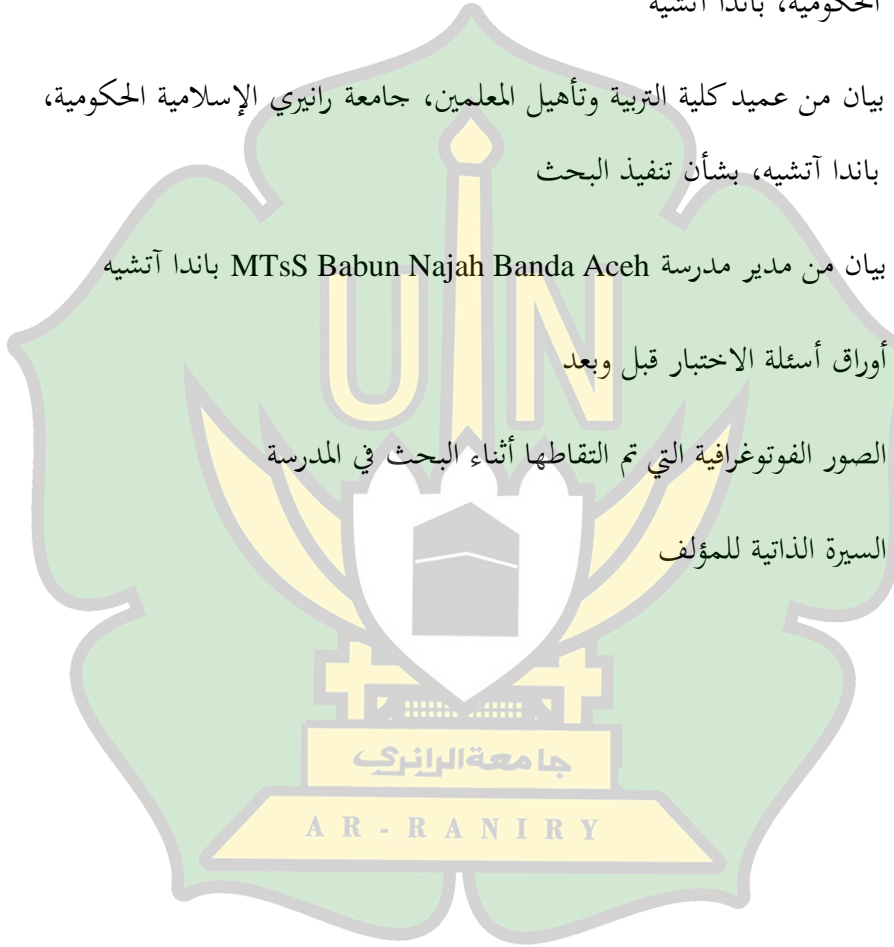 الحكومية، باندا آتشيه
بيان من عميد كلية التربية وتأهيل المعلمين، جامعة رانيري الإسلامية الحكومية،
باندا آتشيه، بشأن تنفيذ البحث
بيان من مدير مدرسة MTsS Babun Najah Banda Aceh باندا آتشيه
أوراق أسئلة الاختبار قبل وبعد
الصور الفوتوغرافية التي تم التقاطها أثناء البحث في المدرسة
السيرة الذاتية للمؤلف
UIN
جامعة الرانري
AR-RANIRY